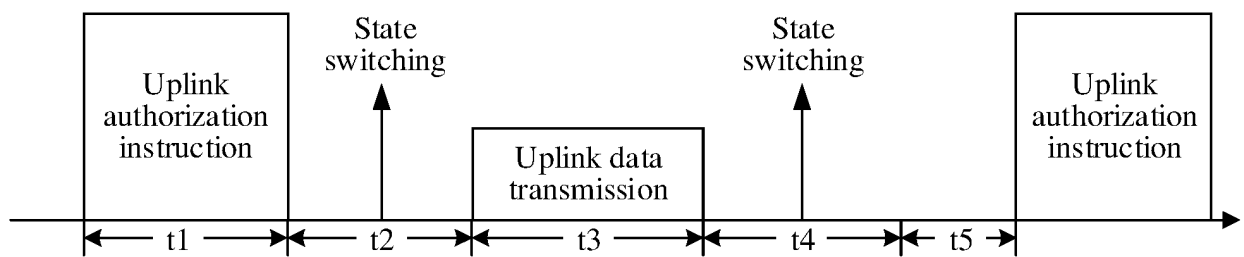 Uplink
authorization
instruction
State
switching
Uplink data
transmission
State
switching
Uplink
authorization
instruction
t1
t2
t3
t4
t5